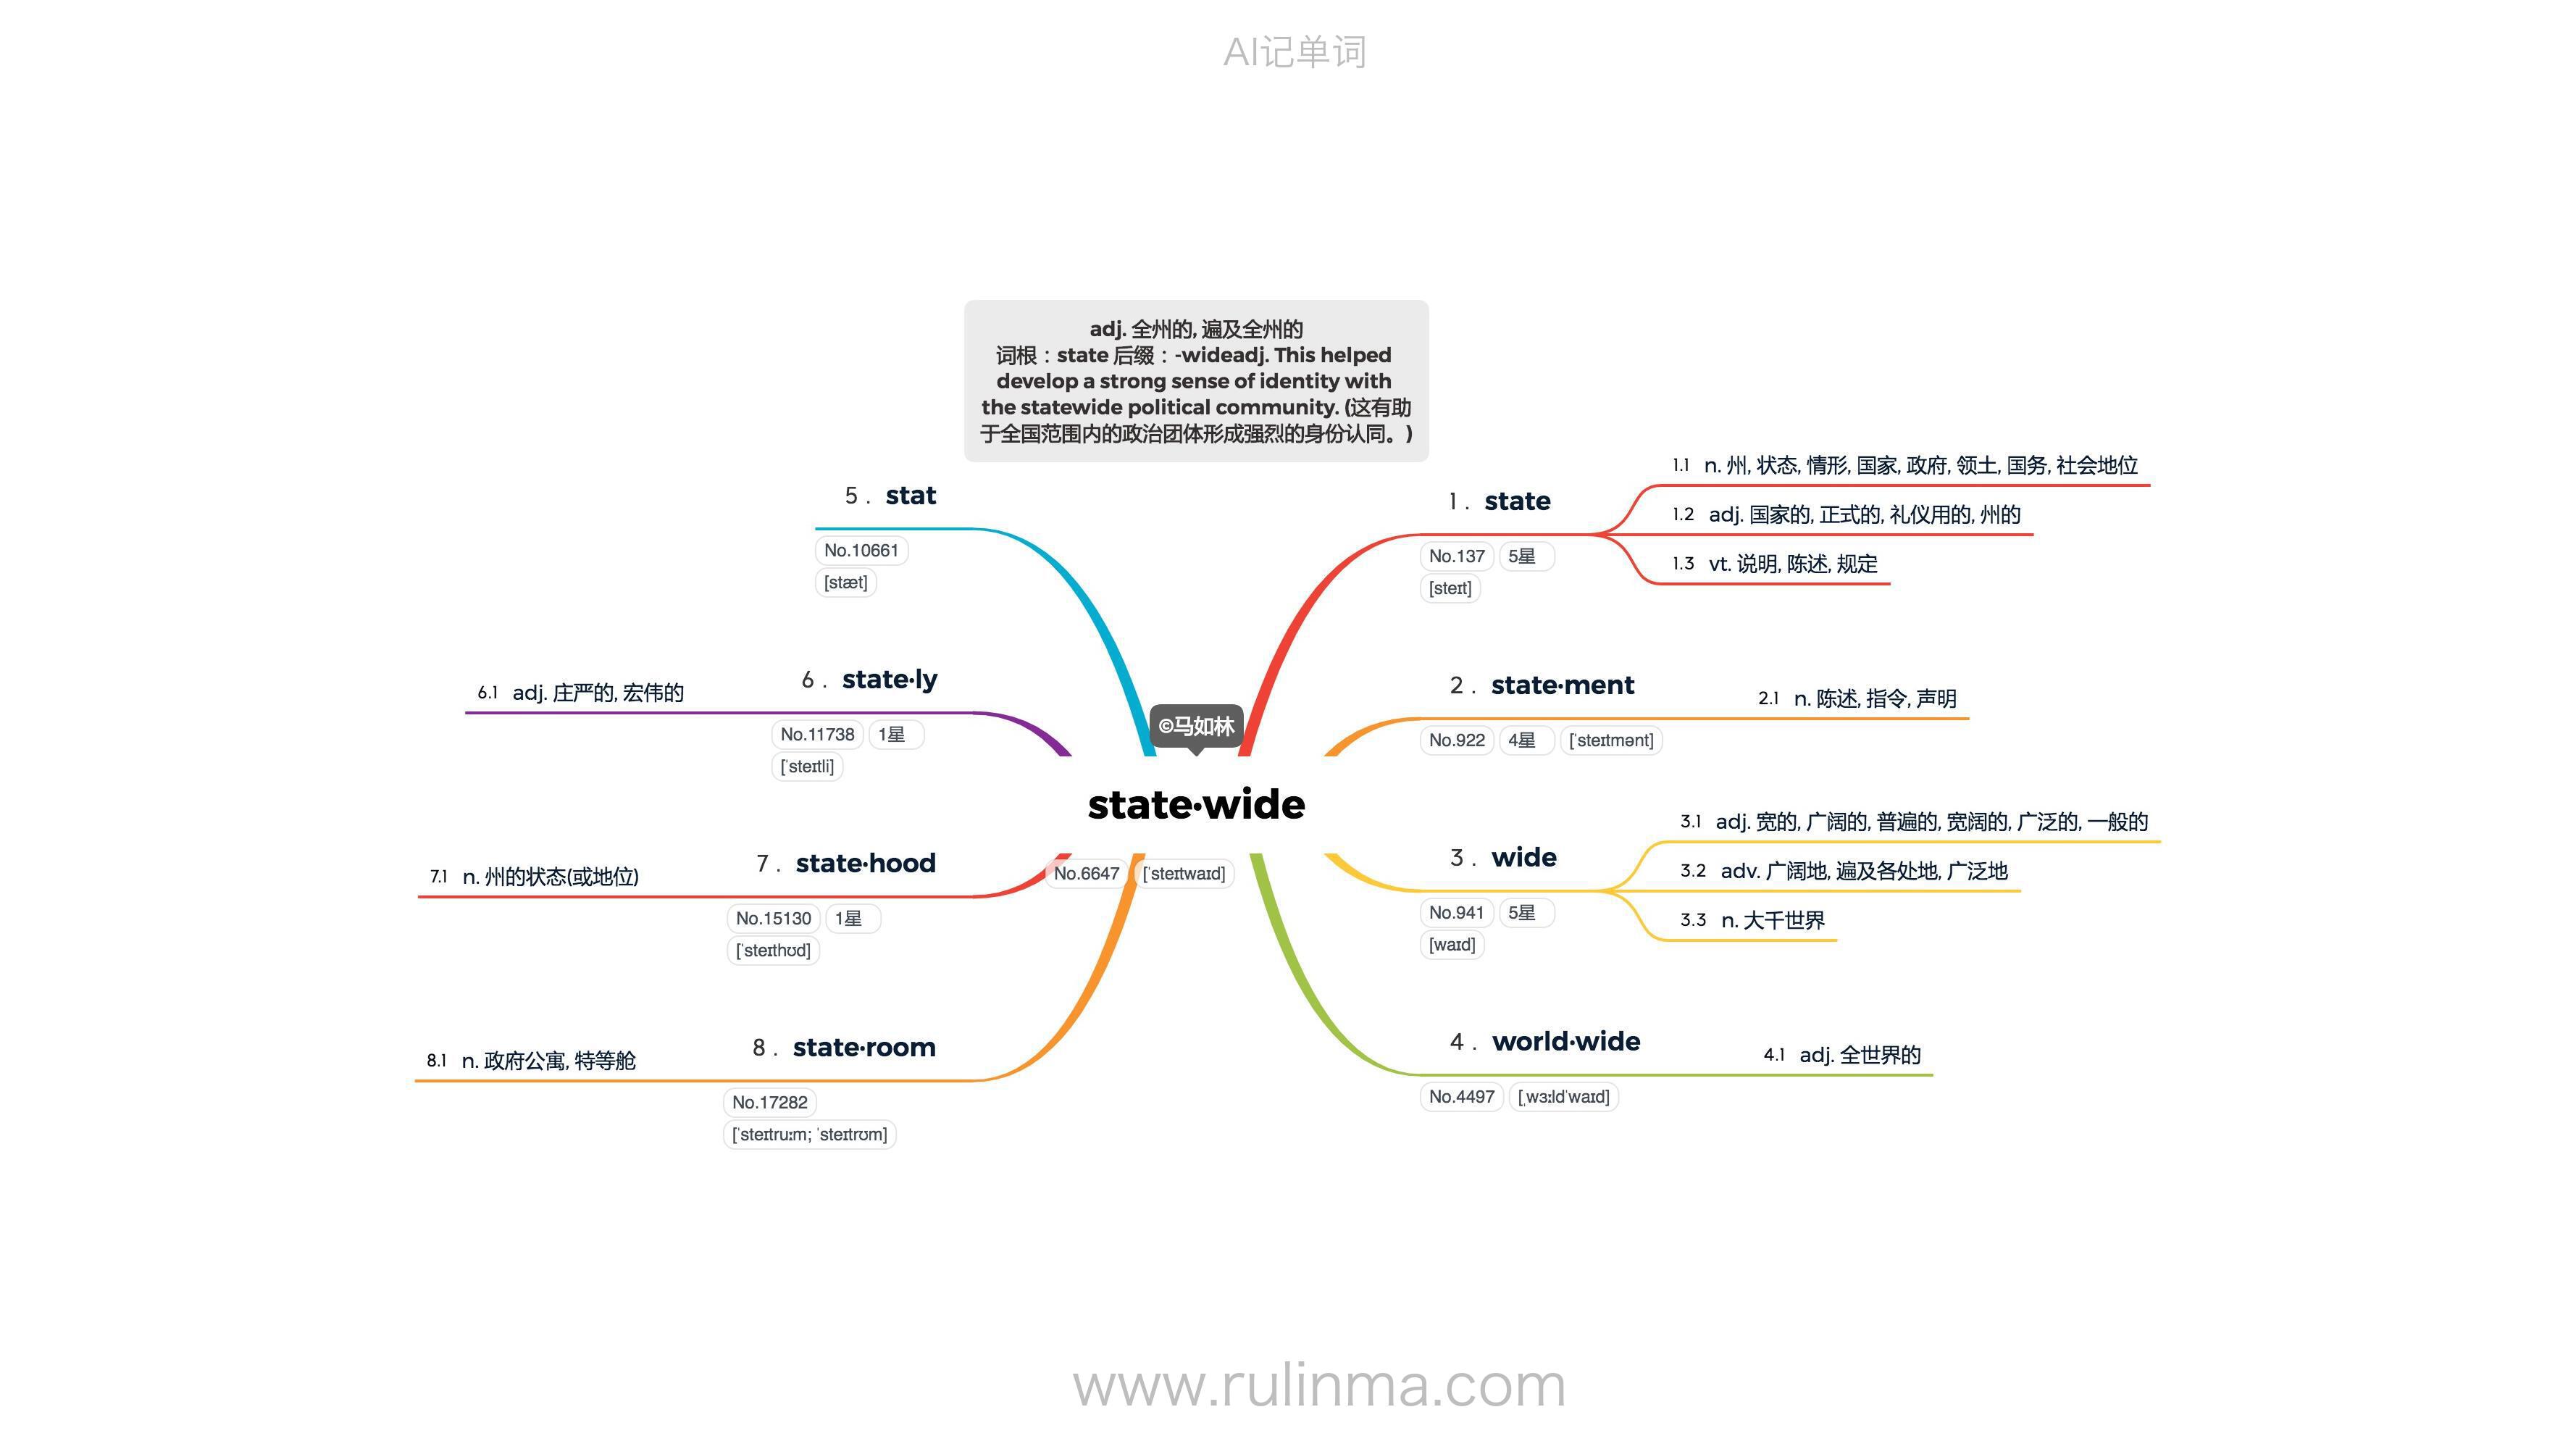 AI记单词
adj. 全州的, 遍及全州的
词根：state 后缀：-wideadj. This helped
develop a strong sense of identity with
the statewide political community. (这有助
于全国范围内的政治团体形成强烈的身份认同。)
©马如林
state·wide
No.6647 [ˈsteɪtwaɪd]
1 . state
No.137 5星
[steɪt]
1.1 n. 州, 状态, 情形, 国家, 政府, 领土, 国务, 社会地位
1.2 adj. 国家的, 正式的, 礼仪用的, 州的
1.3 vt. 说明, 陈述, 规定
2 . state·ment
No.922 4星 [ˈsteɪtmənt]
2.1 n. 陈述, 指令, 声明
3 . wide
No.941 5星
[waɪd]
3.1 adj. 宽的, 广阔的, 普遍的, 宽阔的, 广泛的, 一般的
3.2 adv. 广阔地, 遍及各处地, 广泛地
3.3 n. 大千世界
4 . world·wide
No.4497 [ˌwɜːldˈwaɪd]
4.1 adj. 全世界的
5 . stat
No.10661
[stæt]
6 . state·ly
No.11738 1星
[ˈsteɪtli]
6.1 adj. 庄严的, 宏伟的
7 . state·hood
No.15130 1星
[ˈsteɪthʊd]
7.1 n. 州的状态(或地位)
8 . state·room
No.17282
[ˈsteɪtruːm; ˈsteɪtrʊm]
8.1 n. 政府公寓, 特等舱
www.rulinma.com